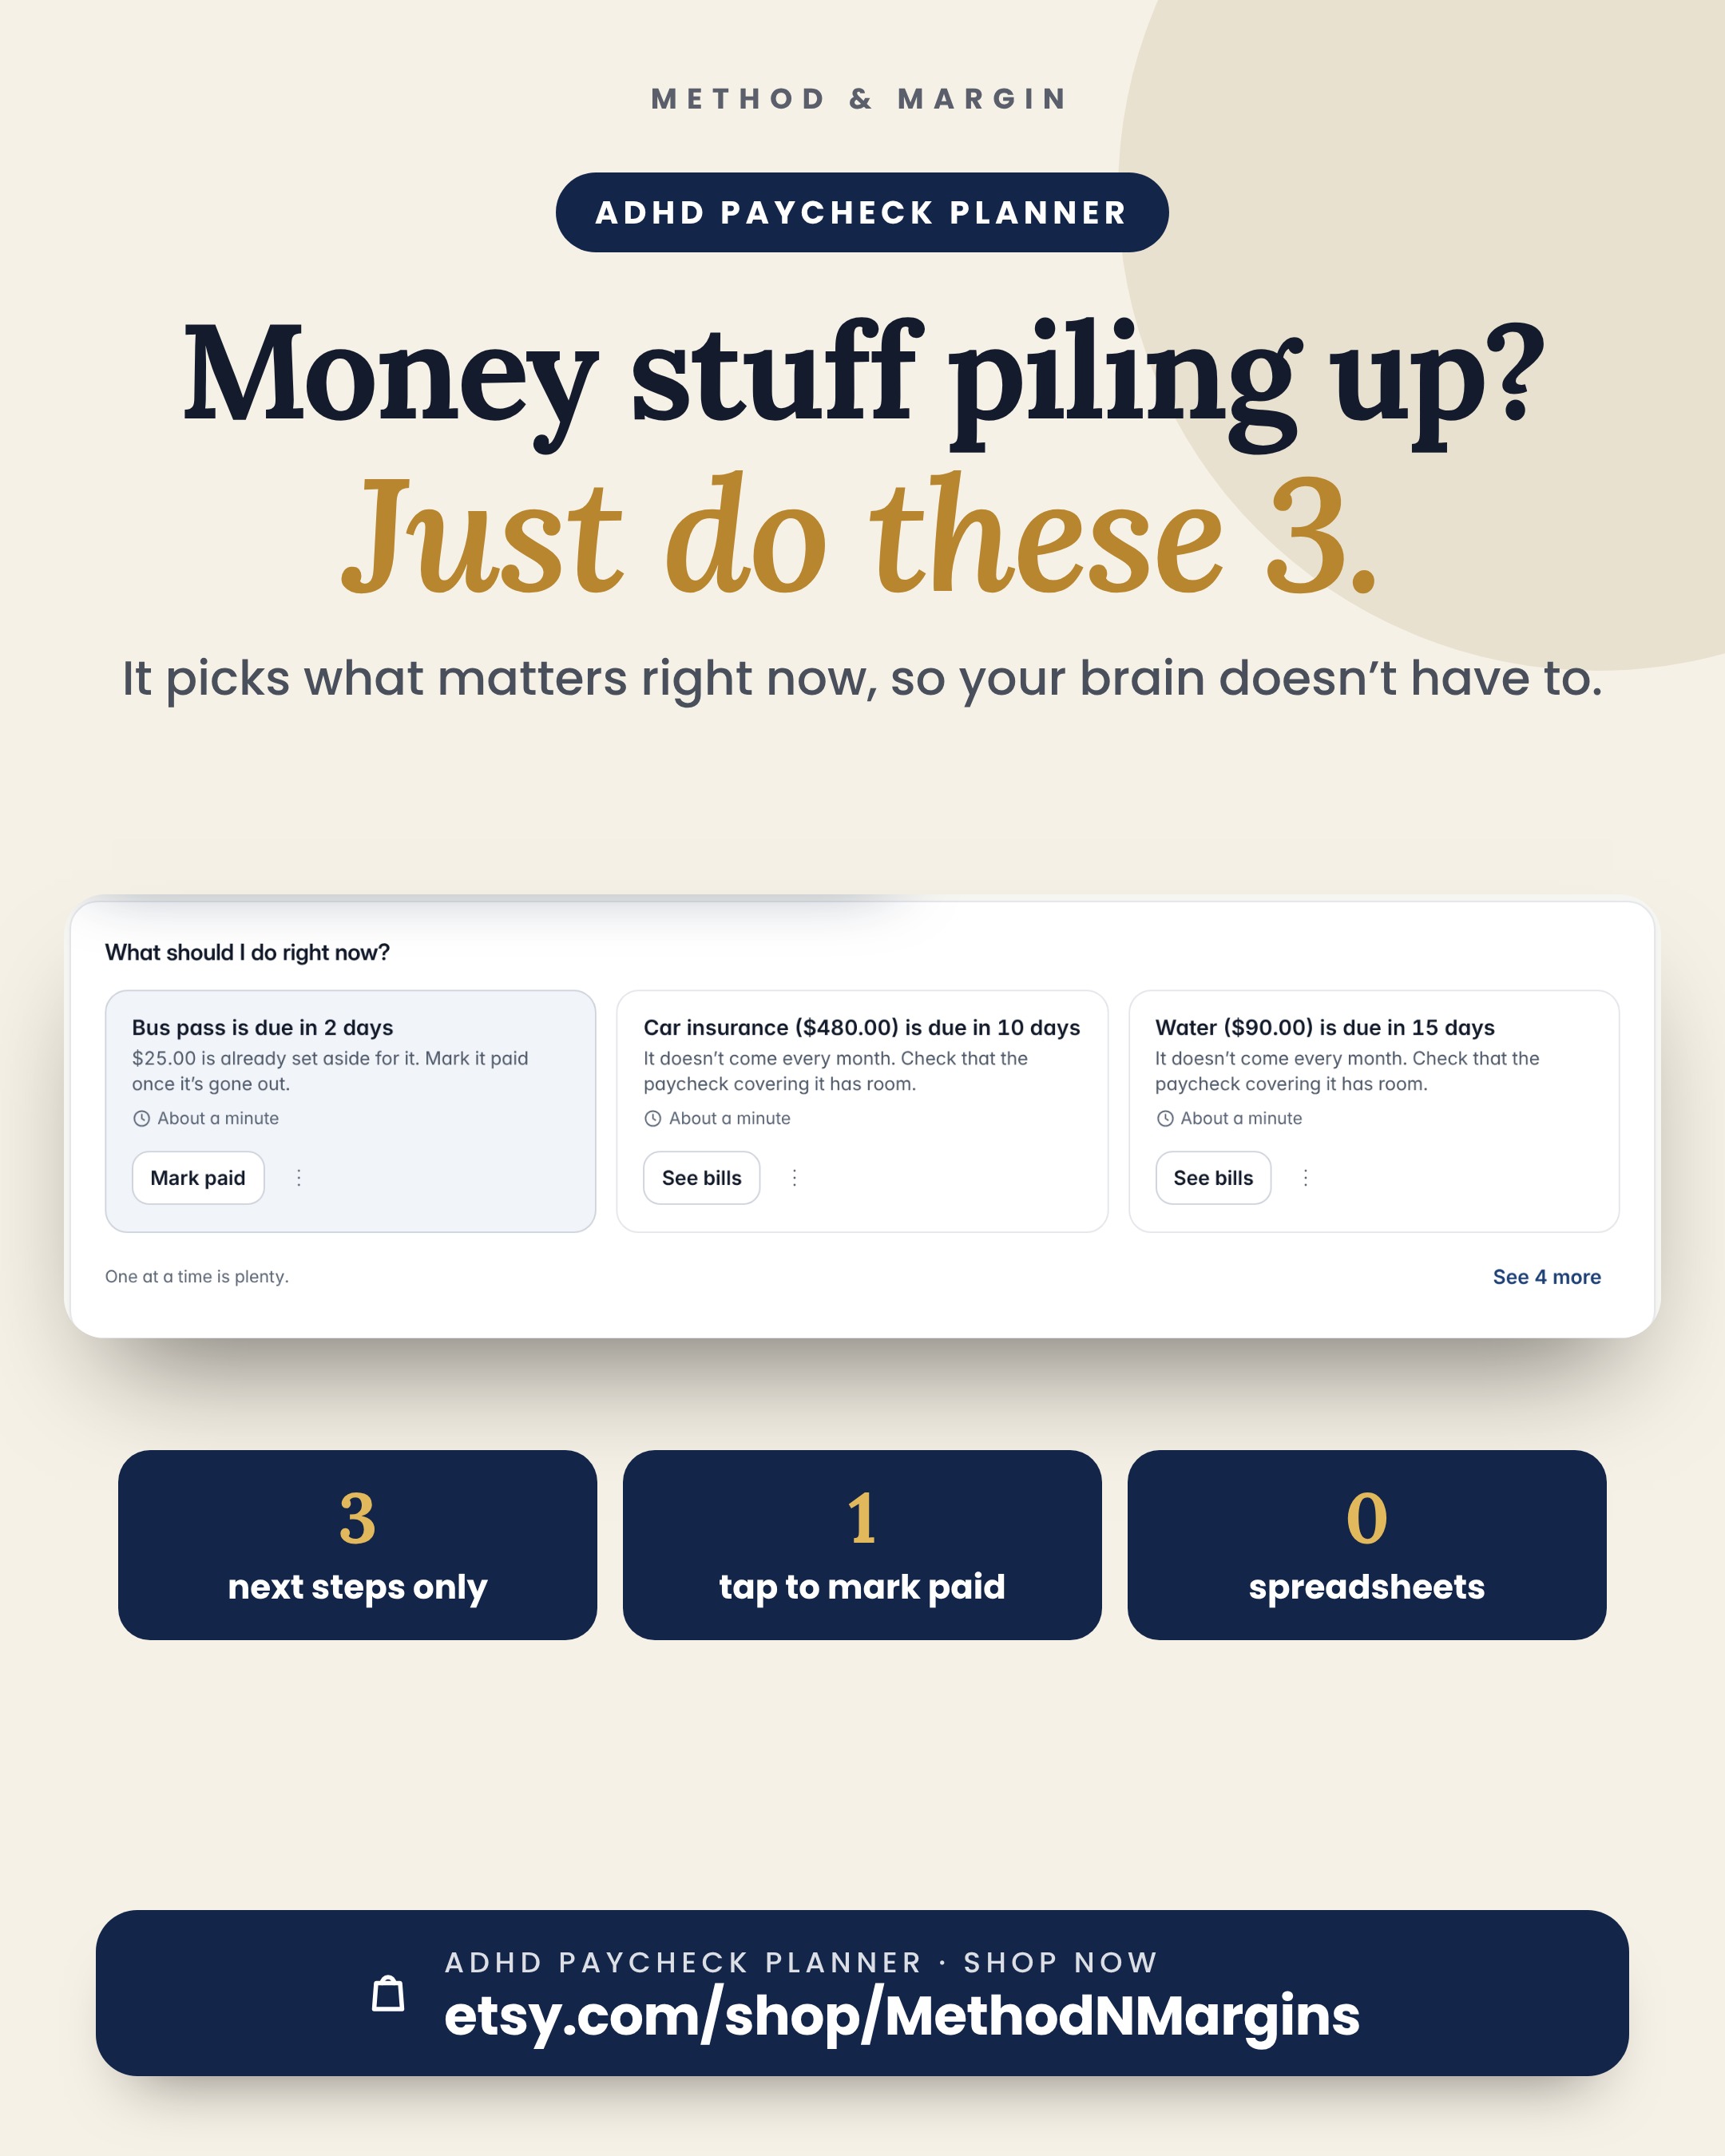 METHOD & MARGIN
ADHD PAYCHECK PLANNER
Money stuff piling up?
Just do these 3.
It picks what matters right now, so your brain doesn’t have to.
What should I do right now?
Bus pass is due in 2 days
$25.00 is already set aside for it. Mark it paid
once it’s gone out.
About a minute
Mark paid
Car insurance ($480.00) is due in 10 days
It doesn’t come every month. Check that the
paycheck covering it has room.
About a minute
See bills
Water ($90.00) is due in 15 days
It doesn’t come every month. Check that the
paycheck covering it has room.
About a minute
See bills
One at a time is plenty.
See 4 more
3
next steps only
1
tap to mark paid
0
spreadsheets
ADHD PAYCHECK PLANNER · SHOP NOW
etsy.com/shop/MethodNMargins